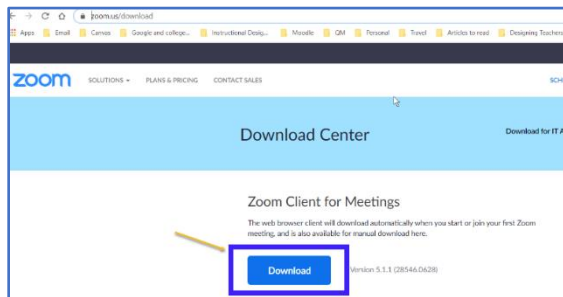 zoom.us/download
Apps Email Canvas Google and college... Instructional Desig... Moodle QM Personal Travel Articles to read Designing Teachers
zoom SOLUTIONS PLANS & PRICING CONTACT SALES SCH
Download Center Download for IT A
Zoom Client for Meetings
The web browser client will download automatically when you start or join your first Zoom
meeting, and is also available for manual download here.
Download Version 5.1.1 (28546.0628)